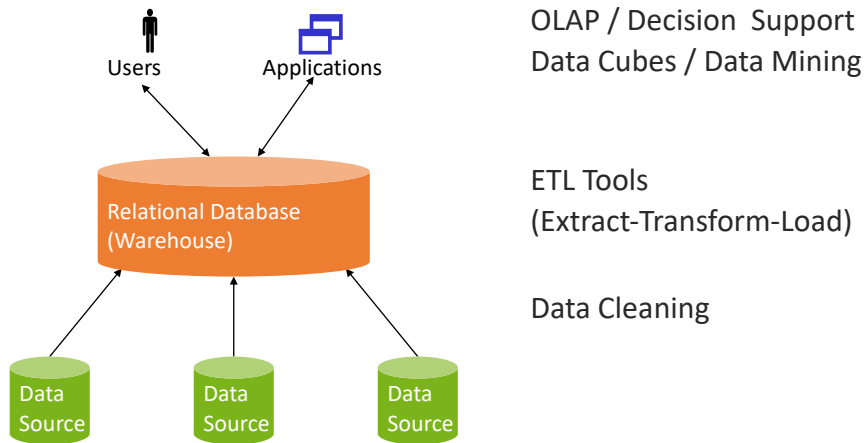 OLAP / Decision  Support
Data Cubes / Data Mining
Users
Applications
ETL Tools
(Extract-Transform-Load)
Relational Database
(Warehouse)
Data Cleaning
Data
Source
Data
Source
Data
Source